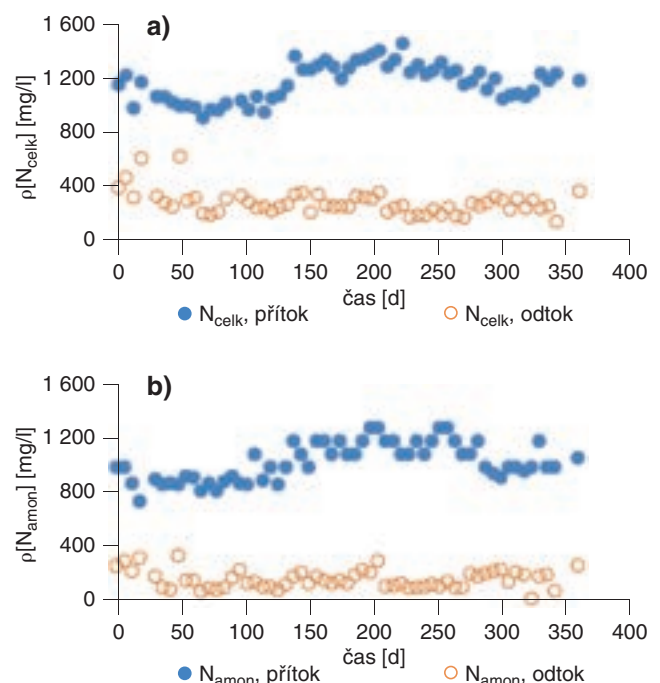 a)
ρ[Ncelk] [mg/l]
1 600
1 200
800
400
0
0 50 100 150 200 250 300 350 400
čas [d]
Ncelk, přítok Ncelk, odtok
b)
ρ[Namon] [mg/l]
1 600
1 200
800
400
0
0 50 100 150 200 250 300 350 400
čas [d]
Namon, přítok Namon, odtok